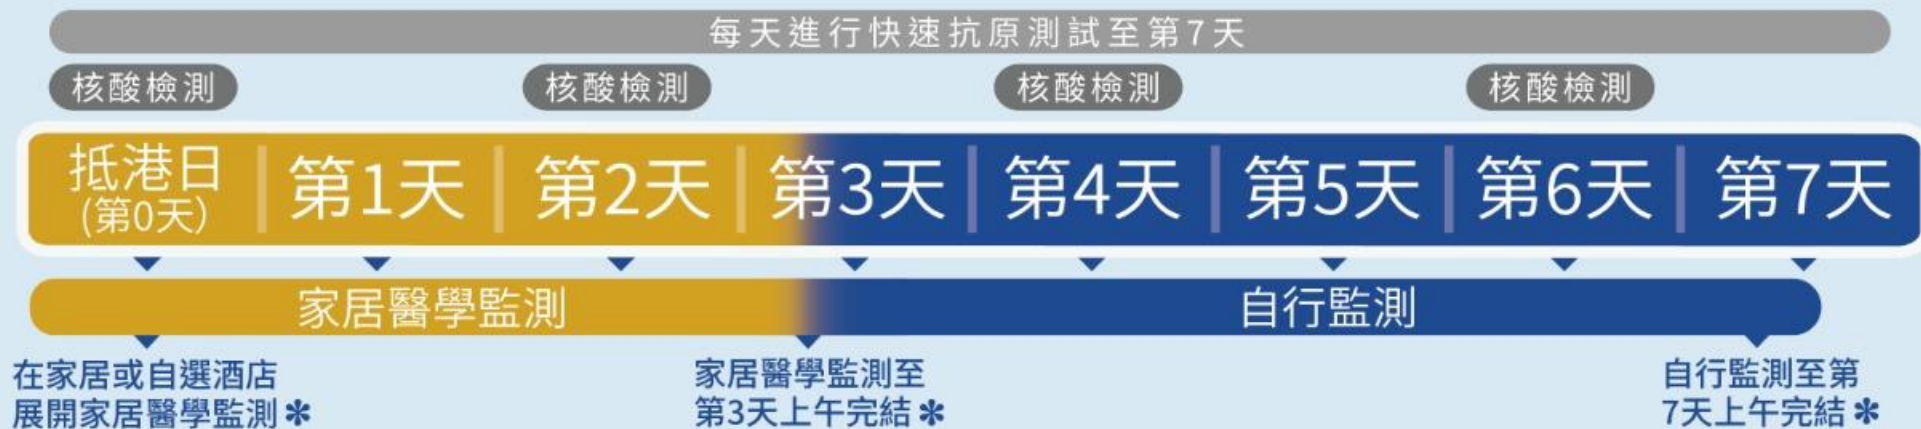 每天進行快速抗原測試至第7天
核酸檢測 核酸檢測 核酸檢測 核酸檢測
抵港日 第1天 第2天 第3天 第4天 第5天 第6天 第7天
(第0天)
家居醫學監測 自行監測
在家居或自選酒店
展開家居醫學監測✽
家居醫學監測至
第3天上午完結✽
自行監測至第
7天上午完結✽